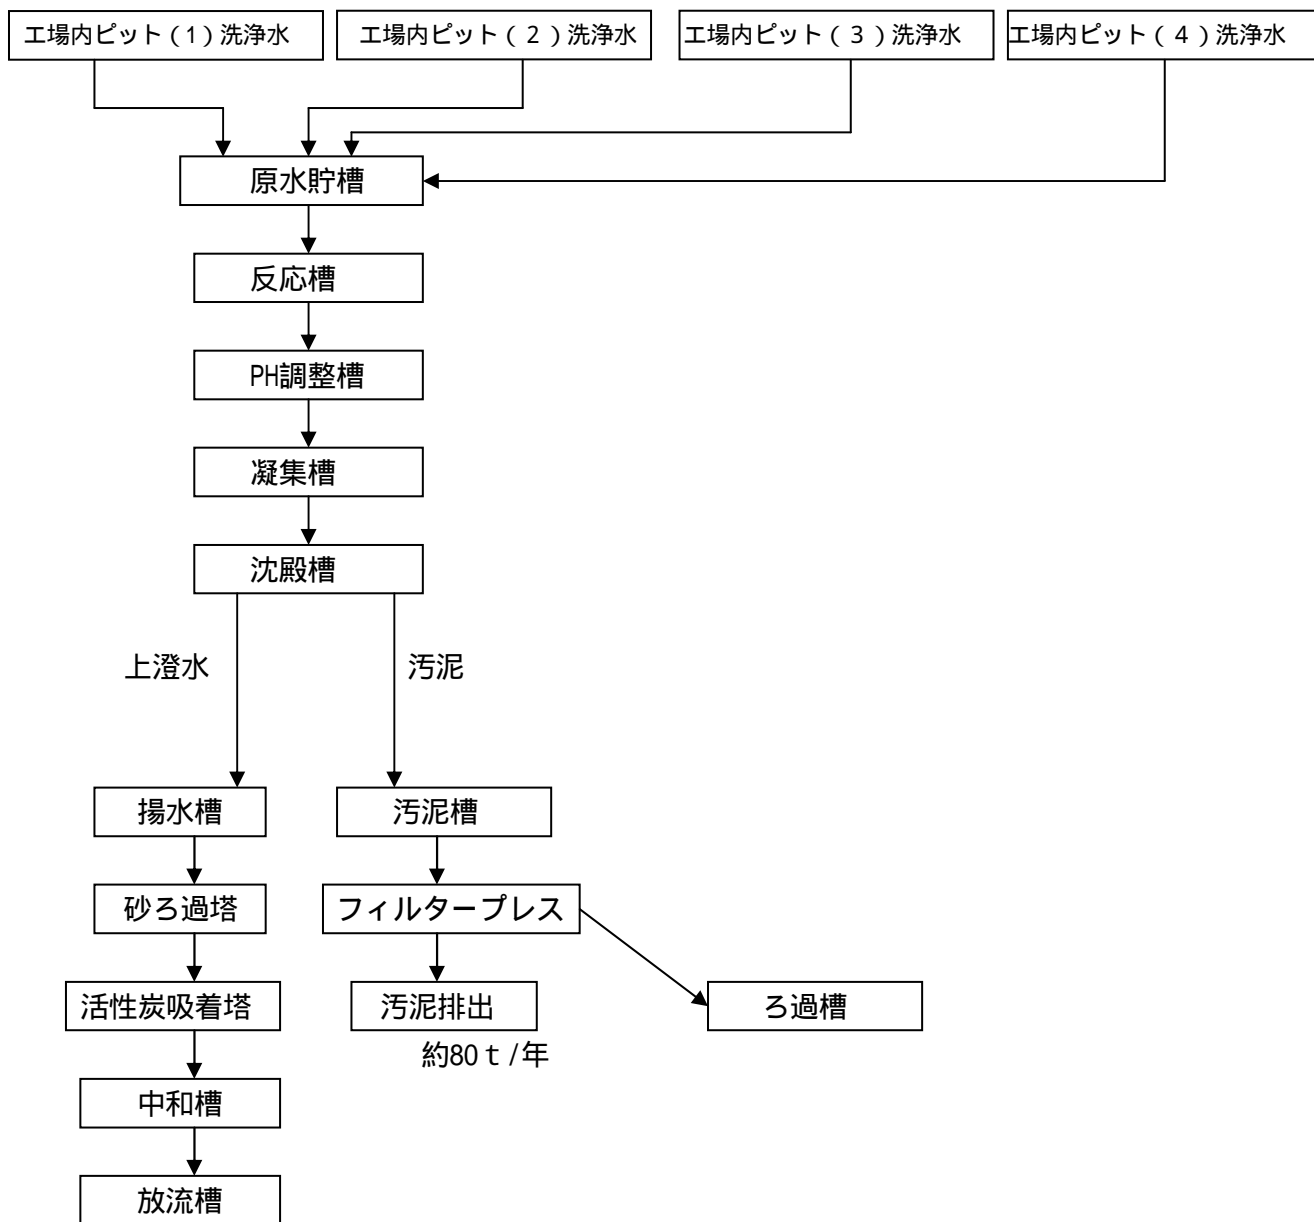 工場内ピット(1)洗浄水
工場内ピット(2)洗浄水
工場内ピット(3)洗浄水
工場内ピット(4)洗浄水
原水貯槽
反応槽
PH調整槽
凝集槽
沈殿槽
上澄水
汚泥
揚水槽
汚泥槽
砂ろ過塔
フィルタープレス
活性炭吸着塔
汚泥排出
ろ過槽
約80t/年
中和槽
放流槽